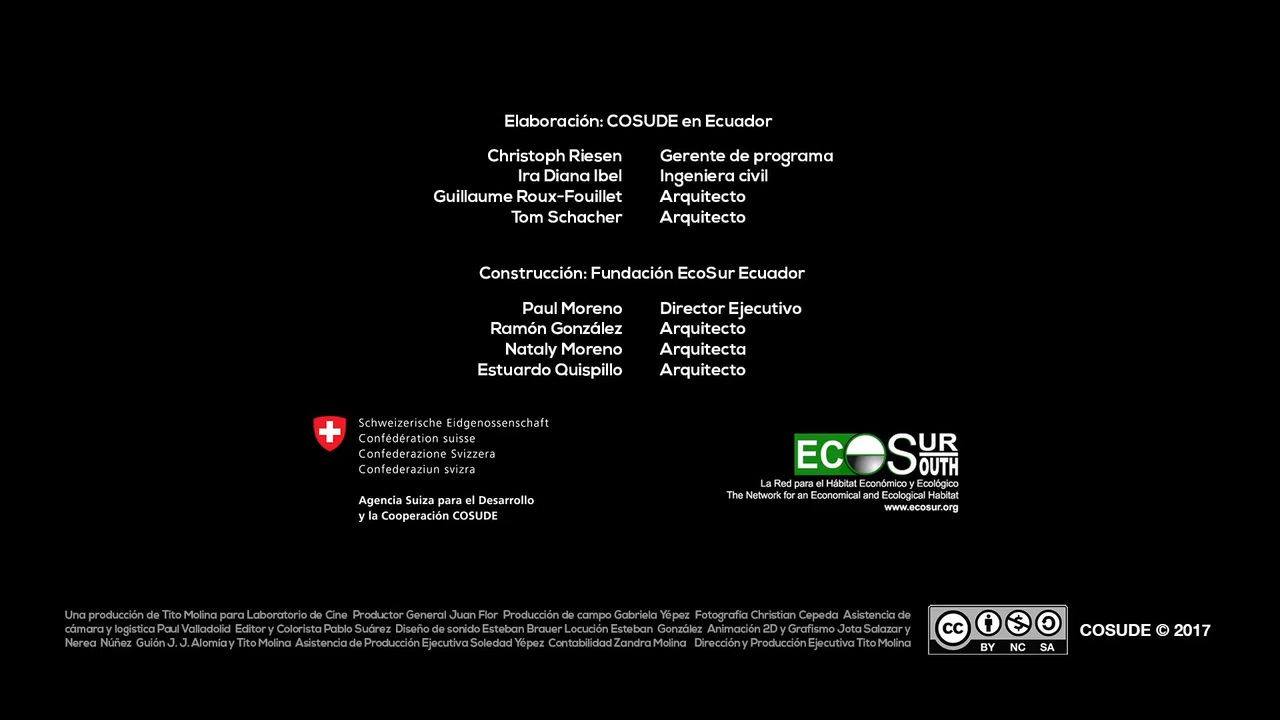 Elaboración: COSUDE en Ecuador
Christoph Riesen Gerente de programa
Ira Diana Ibel Ingeniera civil
Guillaume Roux-Fouillet Arquitecto
Tom Schacher Arquitecto
Construcción: Fundación EcoSur Ecuador
Paul Moreno Director Ejecutivo
Ramón González Arquitecto
Nataly Moreno Arquitecta
Estuardo Quispillo Arquitecto
Schweizerische Eidgenossenschaft
Confédération suisse
Confederazione Svizzera
Confederaziun svizra
Agencia Suiza para el Desarrollo
y la Cooperación COSUDE
ECOSUR
SOUTH
La Red para el Hábitat Económico y Ecológico
The Network for an Economical and Ecological Habitat
www.ecosur.org
Una producción de Tito Molina para Laboratorio de Cine Productor General Juan Flor Producción de campo Gabriela Yépez Fotografía Christian Cepeda Asistencia de
cámara y logistica Paul Valladolid Editor y Colorista Pablo Suárez Diseño de sonido Esteban Brauer Locución Esteban González Animación 2D y Grafismo Jota Salazar y
Nerea Núñez Guión J. J. Alomía y Tito Molina Asistencia de Producción Ejecutiva Soledad Yépez Contabilidad Zandra Molina Dirección y Producción Ejecutiva Tito Molina
cc
BY NC SA
COSUDE © 2017